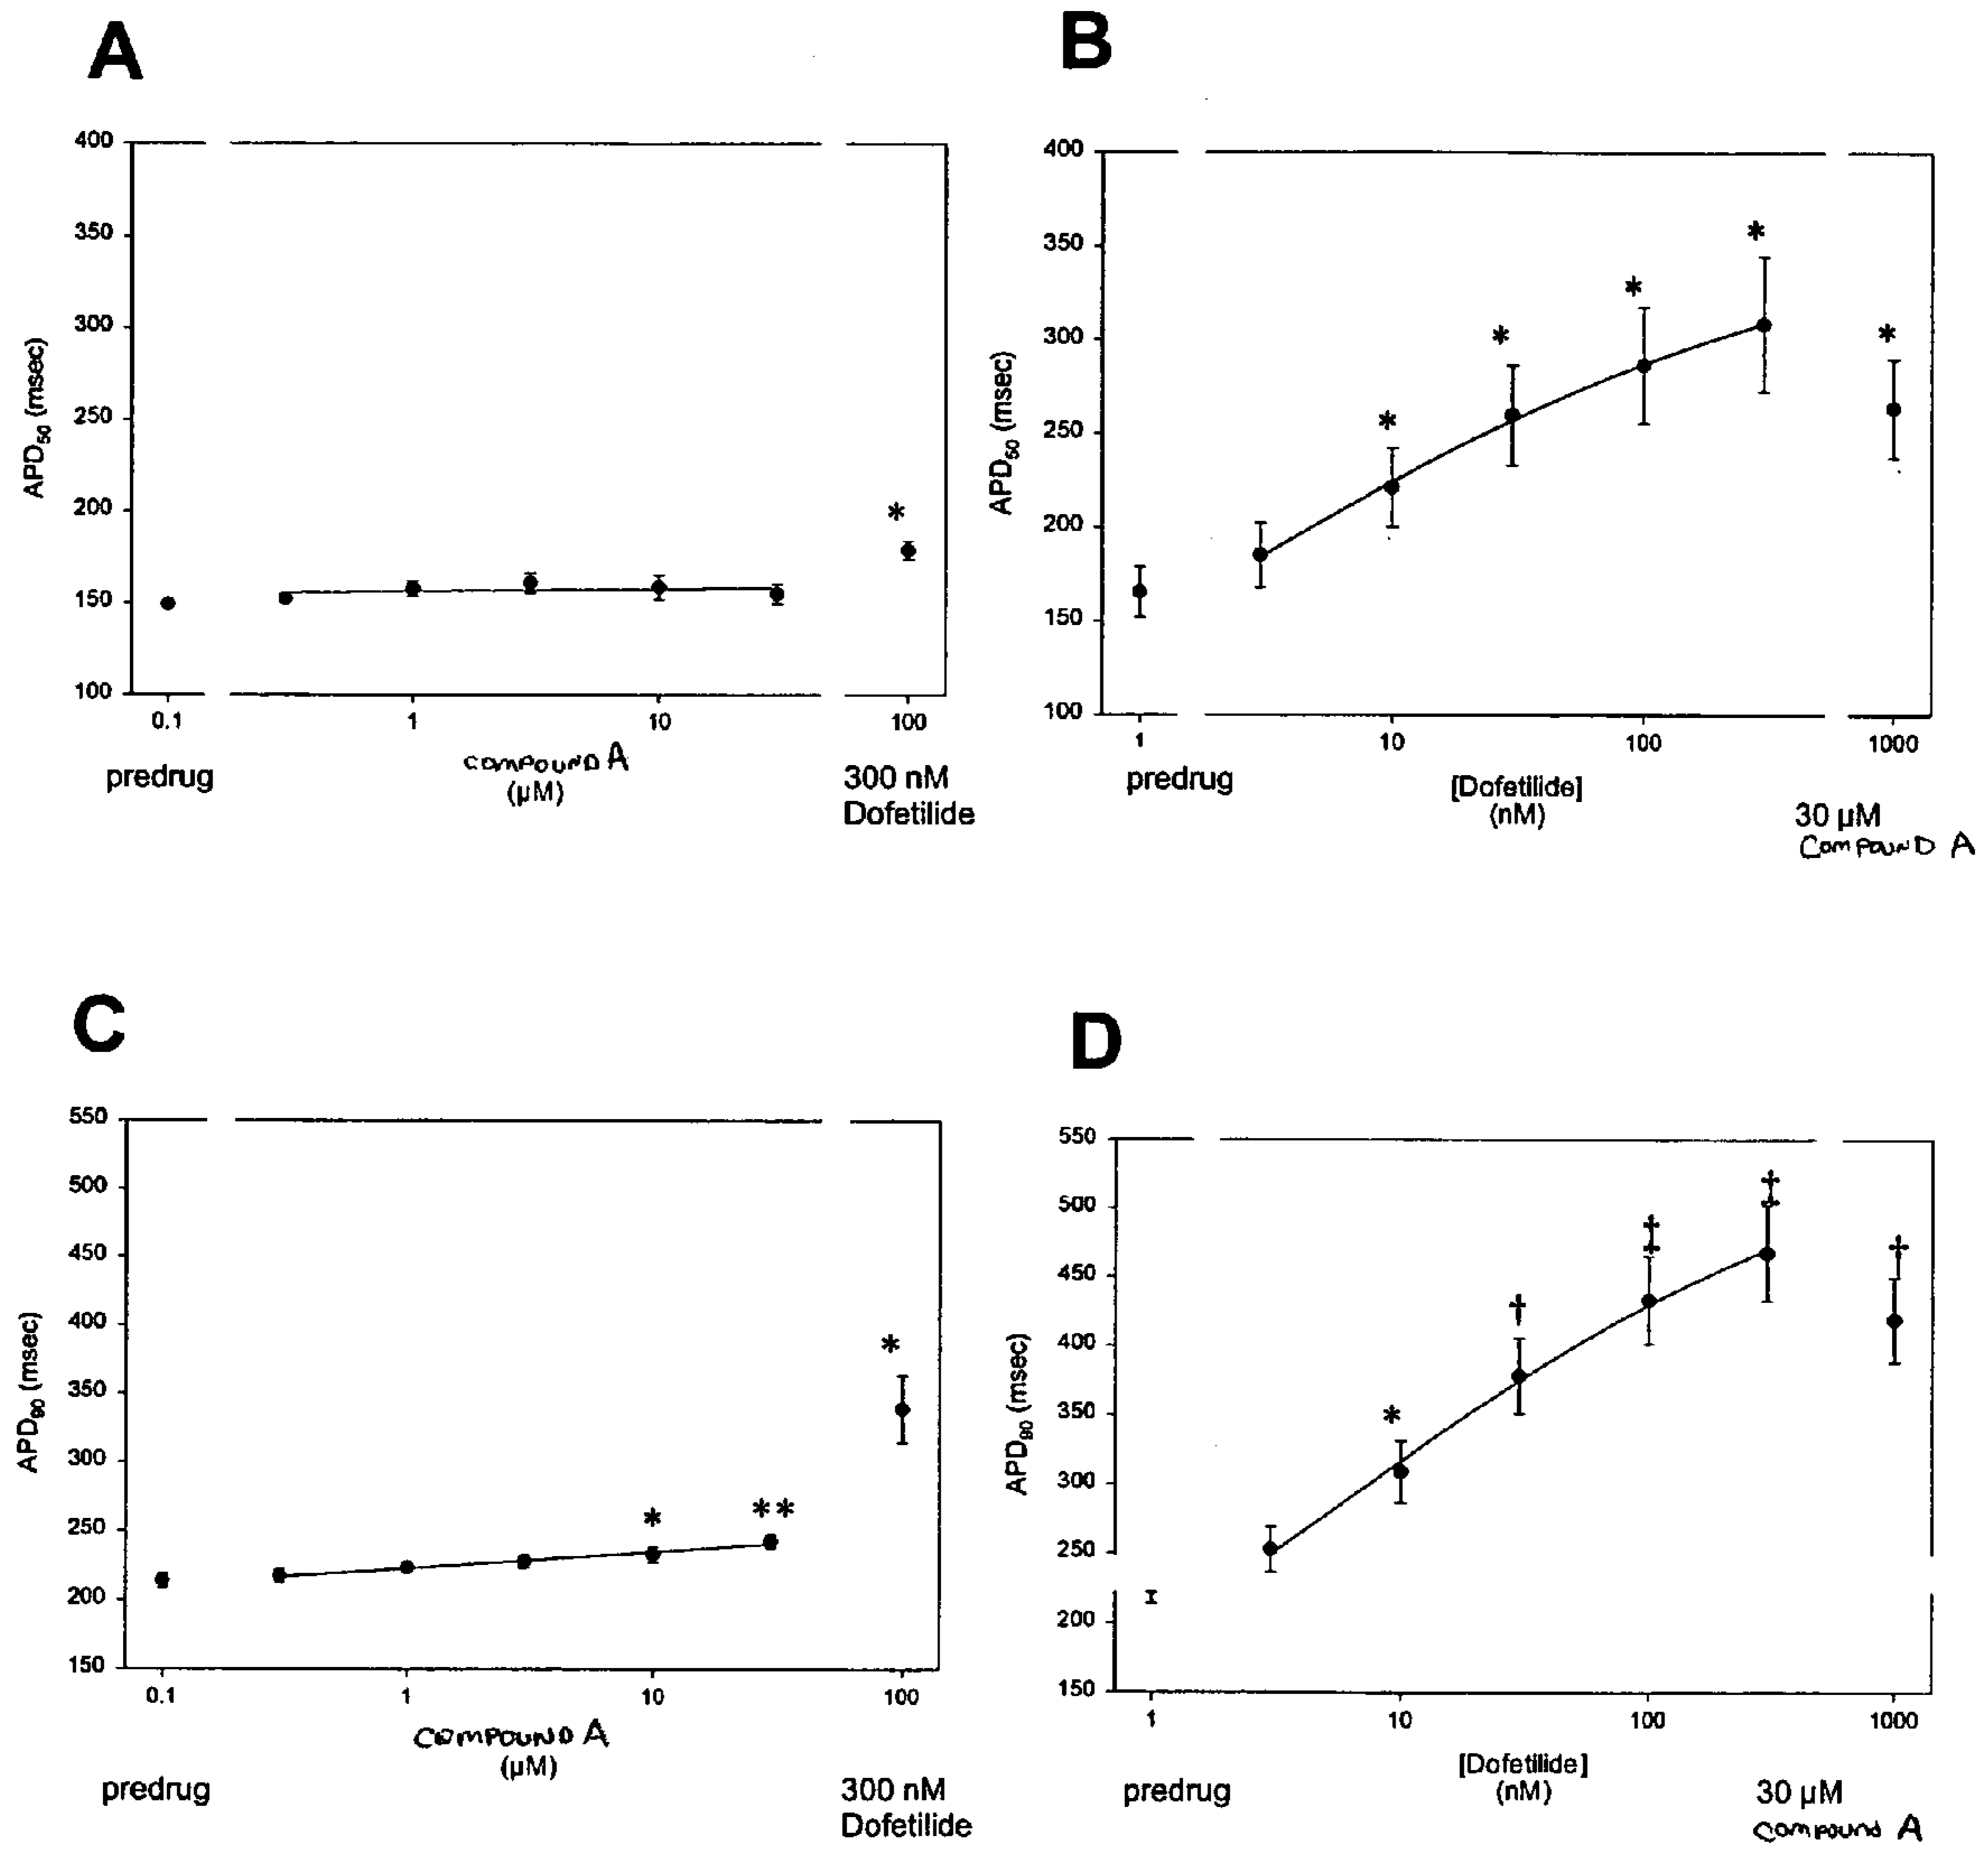 A
400
350
300
250
200
150
100
APD50 (msec)
*
0.1
1
10
100
predrug
COMPOUND A
(µM)
300 nM
Dofetilide
B
400
350
300
250
200
150
100
APD50 (msec)
*
*
*
*
*
1
10
100
1000
predrug
[Dofetilide]
(nM)
30 µM
COMPOUND A
C
550
500
450
400
350
300
250
200
150
APD90 (msec)
*
**
*
0.1
1
10
100
COMPOUND A
(µM)
predrug
300 nM
Dofetilide
D
550
500
450
400
350
300
250
200
150
APD90 (msec)
*
†
‡
‡
†
1
10
100
1000
[Dofetilide]
(nM)
predrug
30 µM
Compound A